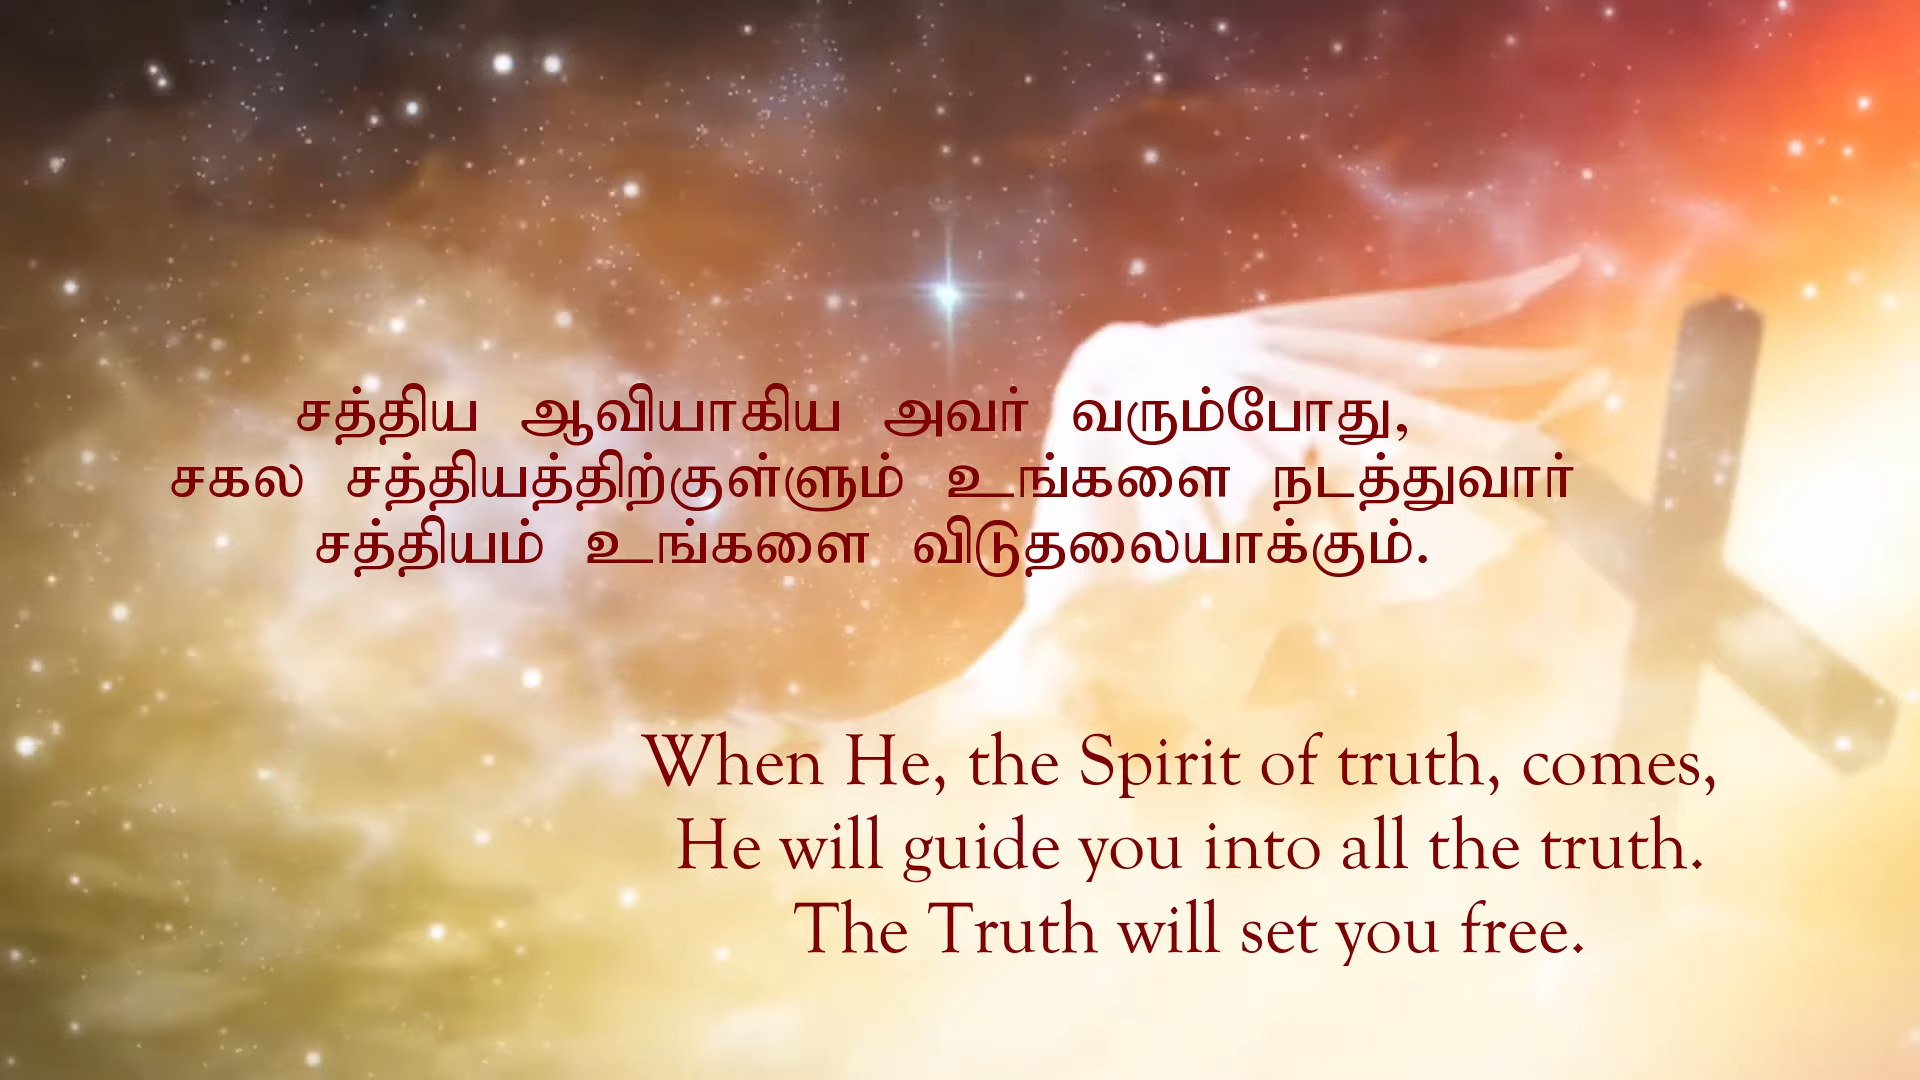 சத்திய ஆவியாகிய அவர் வரும்போது,
சகல சத்தியத்திற்குள்ளும் உங்களை நடத்துவார்
சத்தியம் உங்களை விடுதலையாக்கும்.
When He, the Spirit of truth, comes,
He will guide you into all the truth.
The Truth will set you free.